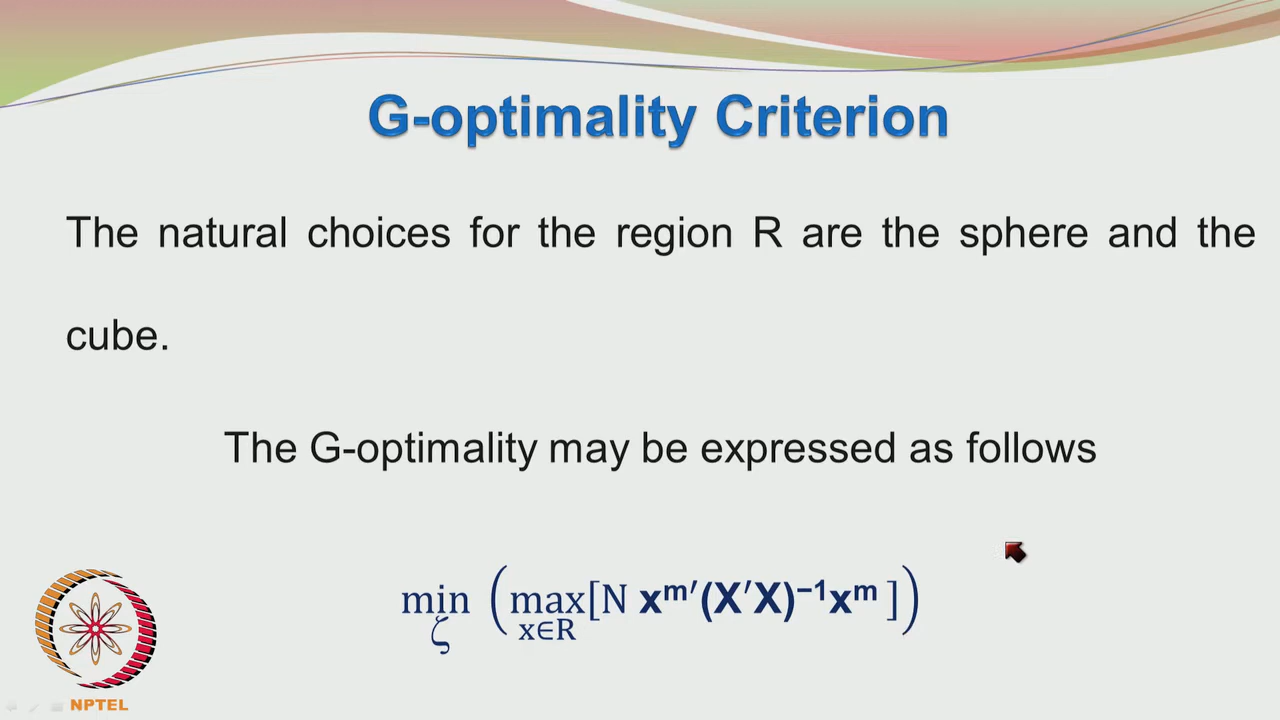 G-optimality Criterion
The natural choices for the region R are the sphere and the
cube.
The G-optimality may be expressed as follows
min ζ ( max x∈R [N x^m′(X′X)^−1 x^m ])
NPTEL